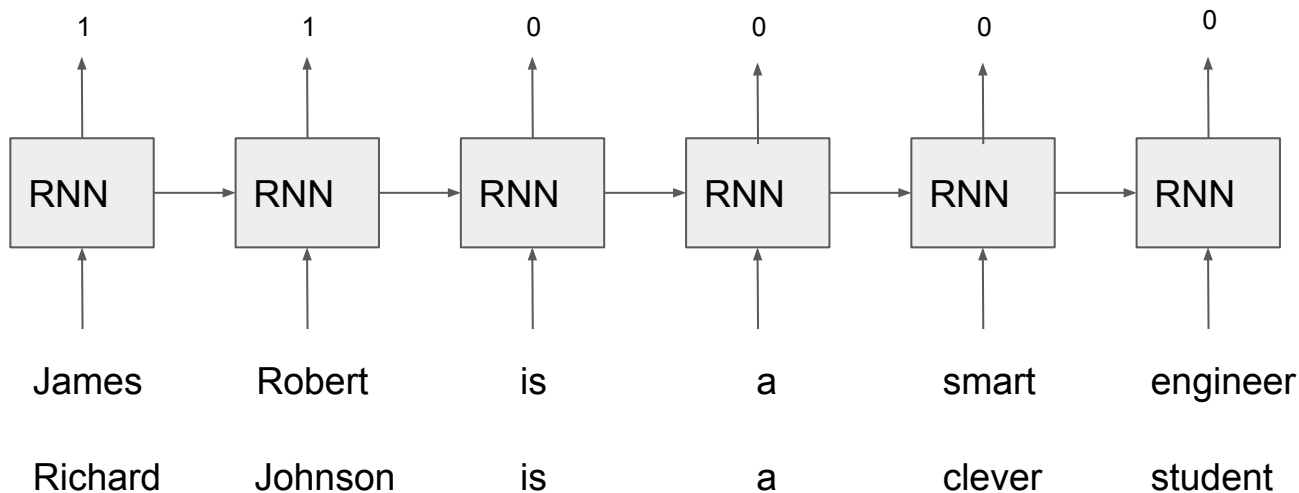 1 1 0 0 0 0
RNN RNN RNN RNN RNN RNN
James Robert is a smart engineer
Richard Johnson is a clever student